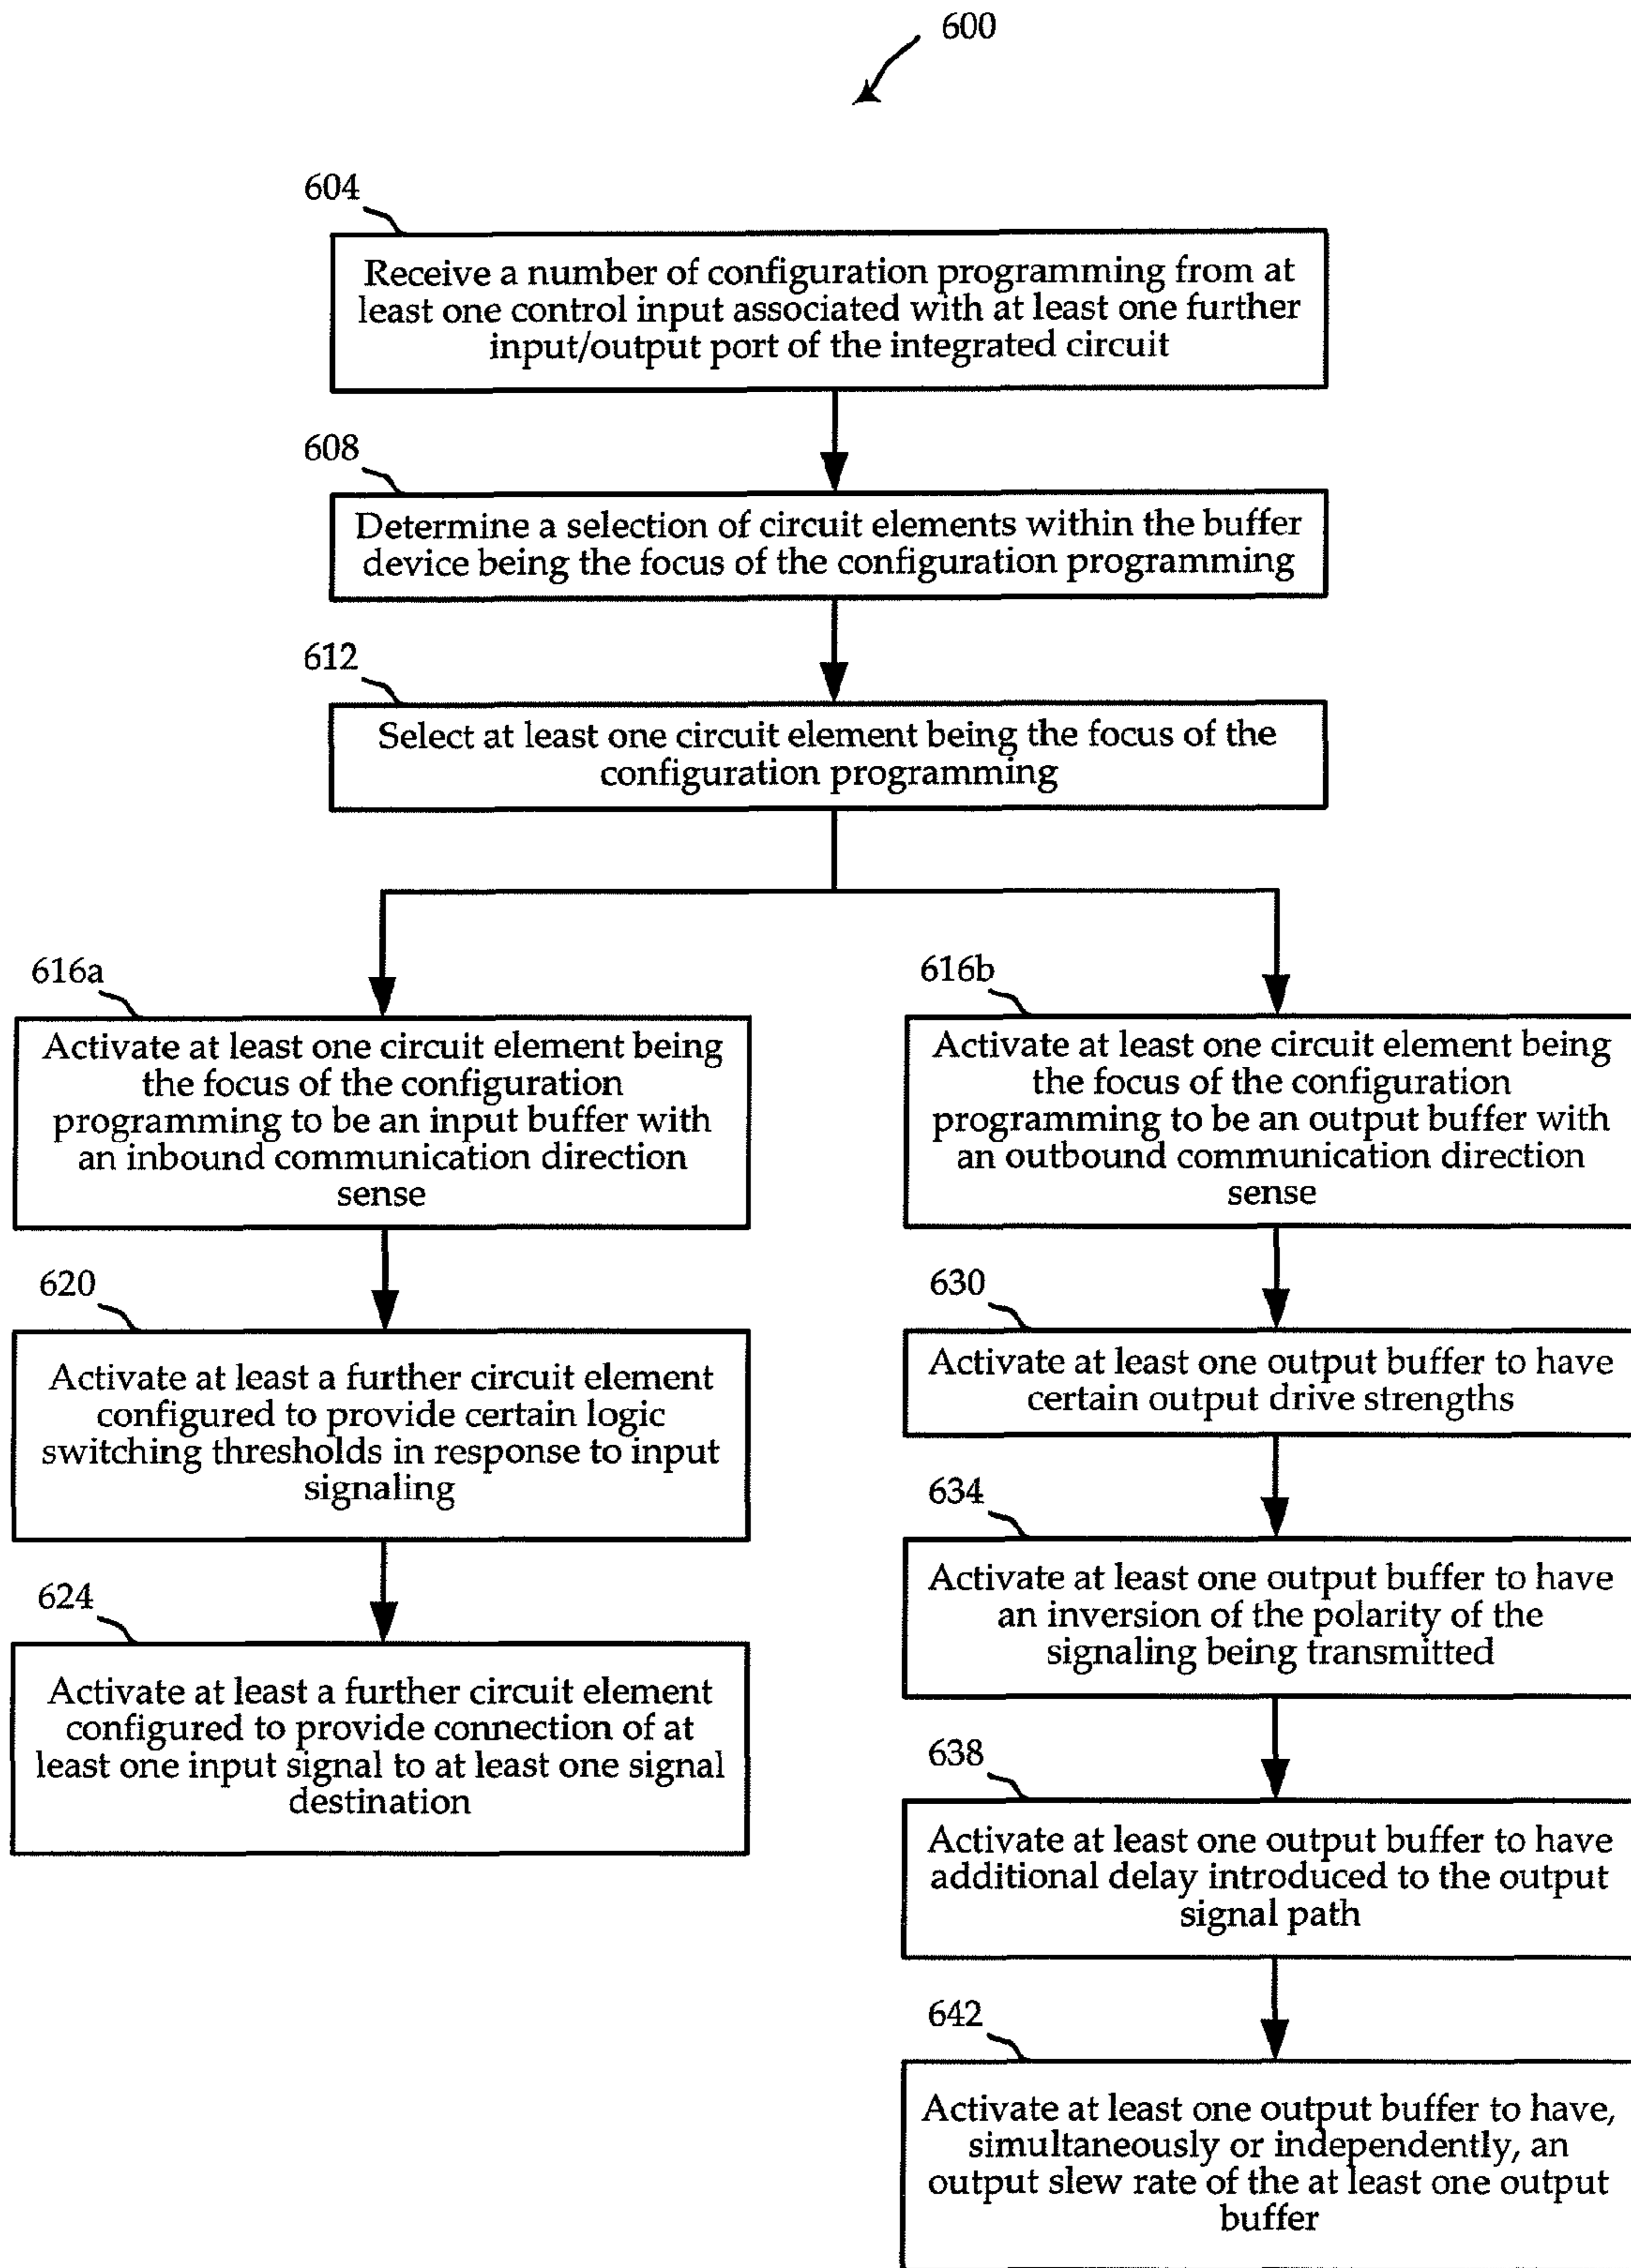 600
604
Receive a number of configuration programming from at
least one control input associated with at least one further
input/output port of the integrated circuit
608
Determine a selection of circuit elements within the buffer
device being the focus of the configuration programming
612
Select at least one circuit element being the focus of the
configuration programming
616a
Activate at least one circuit element being
the focus of the configuration
programming to be an input buffer with
an inbound communication direction
sense
620
Activate at least a further circuit element
configured to provide certain logic
switching thresholds in response to input
signaling
624
Activate at least a further circuit element
configured to provide connection of at
least one input signal to at least one signal
destination
616b
Activate at least one circuit element being
the focus of the configuration
programming to be an output buffer with
an outbound communication direction
sense
630
Activate at least one output buffer to have
certain output drive strengths
634
Activate at least one output buffer to have
an inversion of the polarity of the
signaling being transmitted
638
Activate at least one output buffer to have
additional delay introduced to the output
signal path
642
Activate at least one output buffer to have,
simultaneously or independently, an
output slew rate of the at least one output
buffer